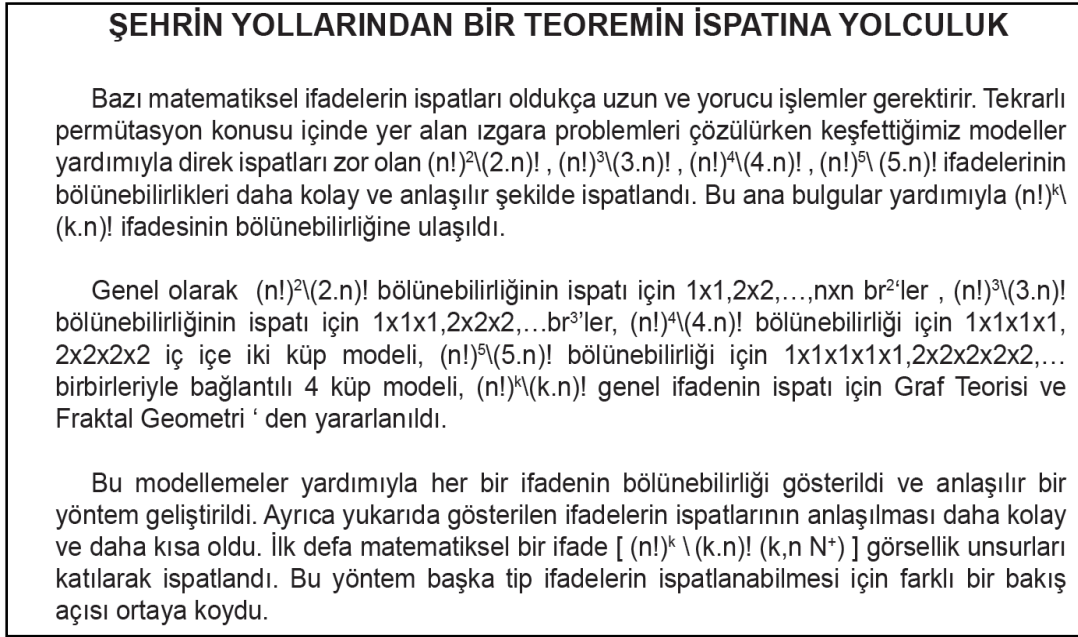 ŞEHRİN YOLLARINDAN BİR TEOREMİN İSPATINA YOLCULUK
Bazı matematiksel ifadelerin ispatları oldukça uzun ve yorucu işlemler gerektirir. Tekrarlı
permütasyon konusu içinde yer alan ızgara problemleri çözülürken keşfettiğimiz modeller
yardımıyla direk ispatları zor olan (n!)²\(2.n)! , (n!)³\(3.n)! , (n!)⁴\(4.n)! , (n!)⁵\ (5.n)! ifadelerinin
bölünebilirlikleri daha kolay ve anlaşılır şekilde ispatlandı. Bu ana bulgular yardımıyla (n!)ᵏ\
(k.n)! ifadesinin bölünebilirliğine ulaşıldı.
Genel olarak (n!)²\(2.n)! bölünebilirliğinin ispatı için 1x1,2x2,…,nxn br²‘ler , (n!)³\(3.n)!
bölünebilirliğinin ispatı için 1x1x1,2x2x2,…br³’ler, (n!)⁴\(4.n)! bölünebilirliği için 1x1x1x1,
2x2x2x2 iç içe iki küp modeli, (n!)⁵\(5.n)! bölünebilirliği için 1x1x1x1x1,2x2x2x2x2,…
birbirleriyle bağlantılı 4 küp modeli, (n!)ᵏ\(k.n)! genel ifadenin ispatı için Graf Teorisi ve
Fraktal Geometri ‘ den yararlanıldı.
Bu modellemeler yardımıyla her bir ifadenin bölünebilirliği gösterildi ve anlaşılır bir
yöntem geliştirildi. Ayrıca yukarıda gösterilen ifadelerin ispatlarının anlaşılması daha kolay
ve daha kısa oldu. İlk defa matematiksel bir ifade [ (n!)ᵏ \ (k.n)! (k,n N⁺) ] görsellik unsurları
katılarak ispatlandı. Bu yöntem başka tip ifadelerin ispatlanabilmesi için farklı bir bakış
açısı ortaya koydu.